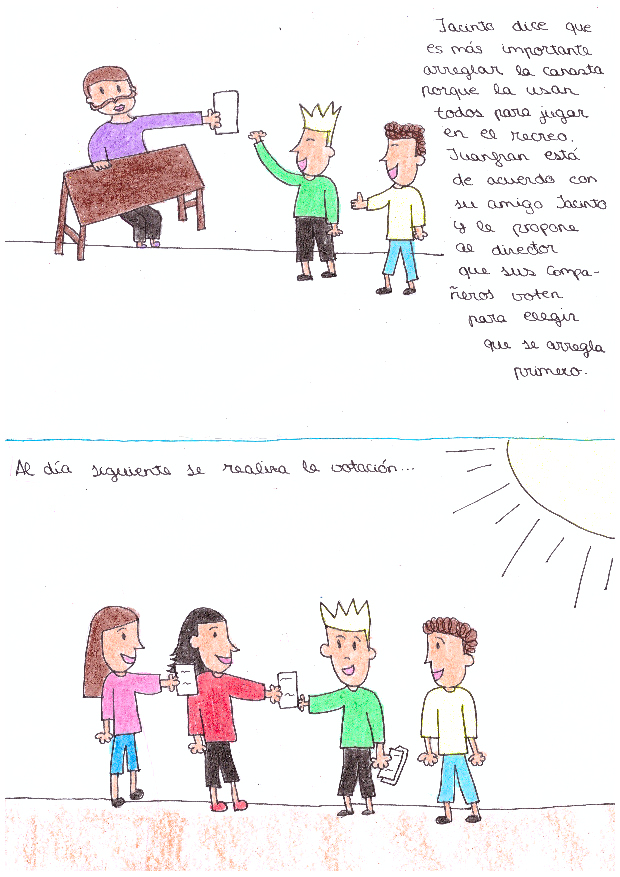 Jacinto dice que
es más importante
arreglar la canasta
porque la usan
todos para jugar
en el recreo.
Juanfran está
de acuerdo con
su amigo Jacinto
y le propone
al director
que sus compa-
ñeros voten
para elegir
que se arregla
primero.
Al día siguiente se realiza la votación...